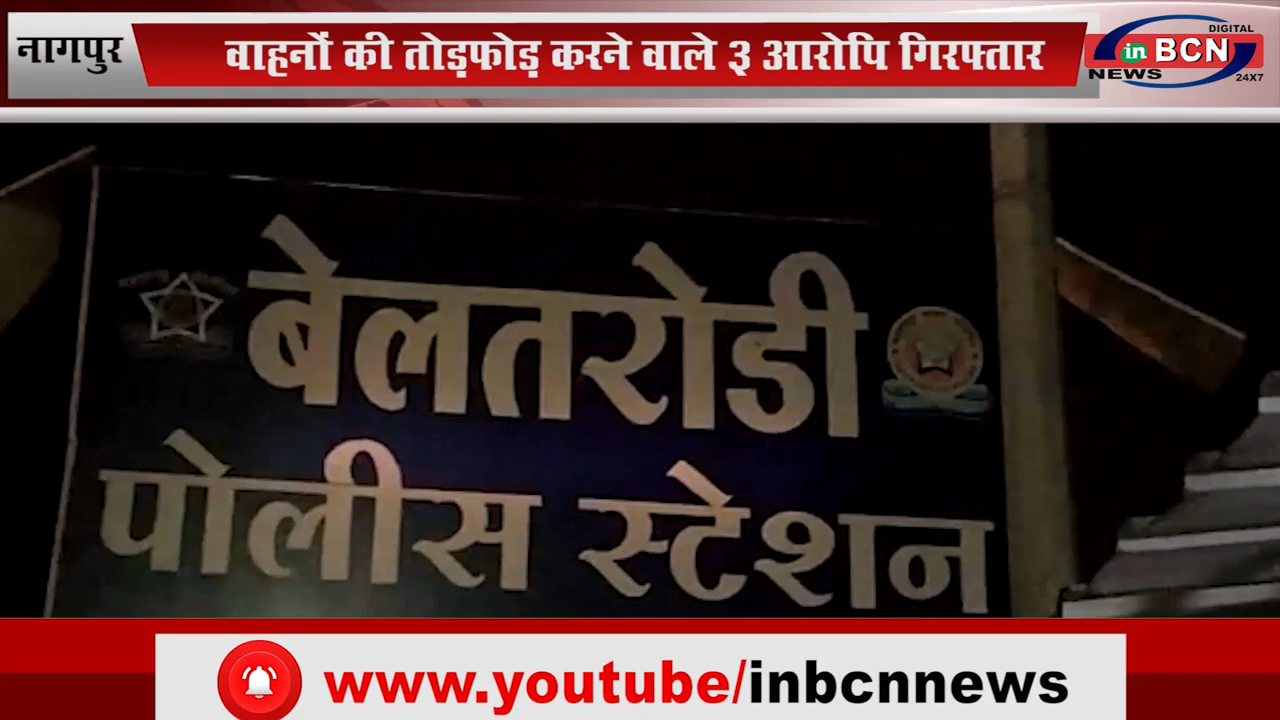 नागपुर
वाहनों की तोड़फोड़ करने वाले ३ आरोपि गिरफ्तार
DIGITAL
in BCN
NEWS
24X7
बेलतरोडी
पोलीस स्टेशन
www.youtube/inbcnnews